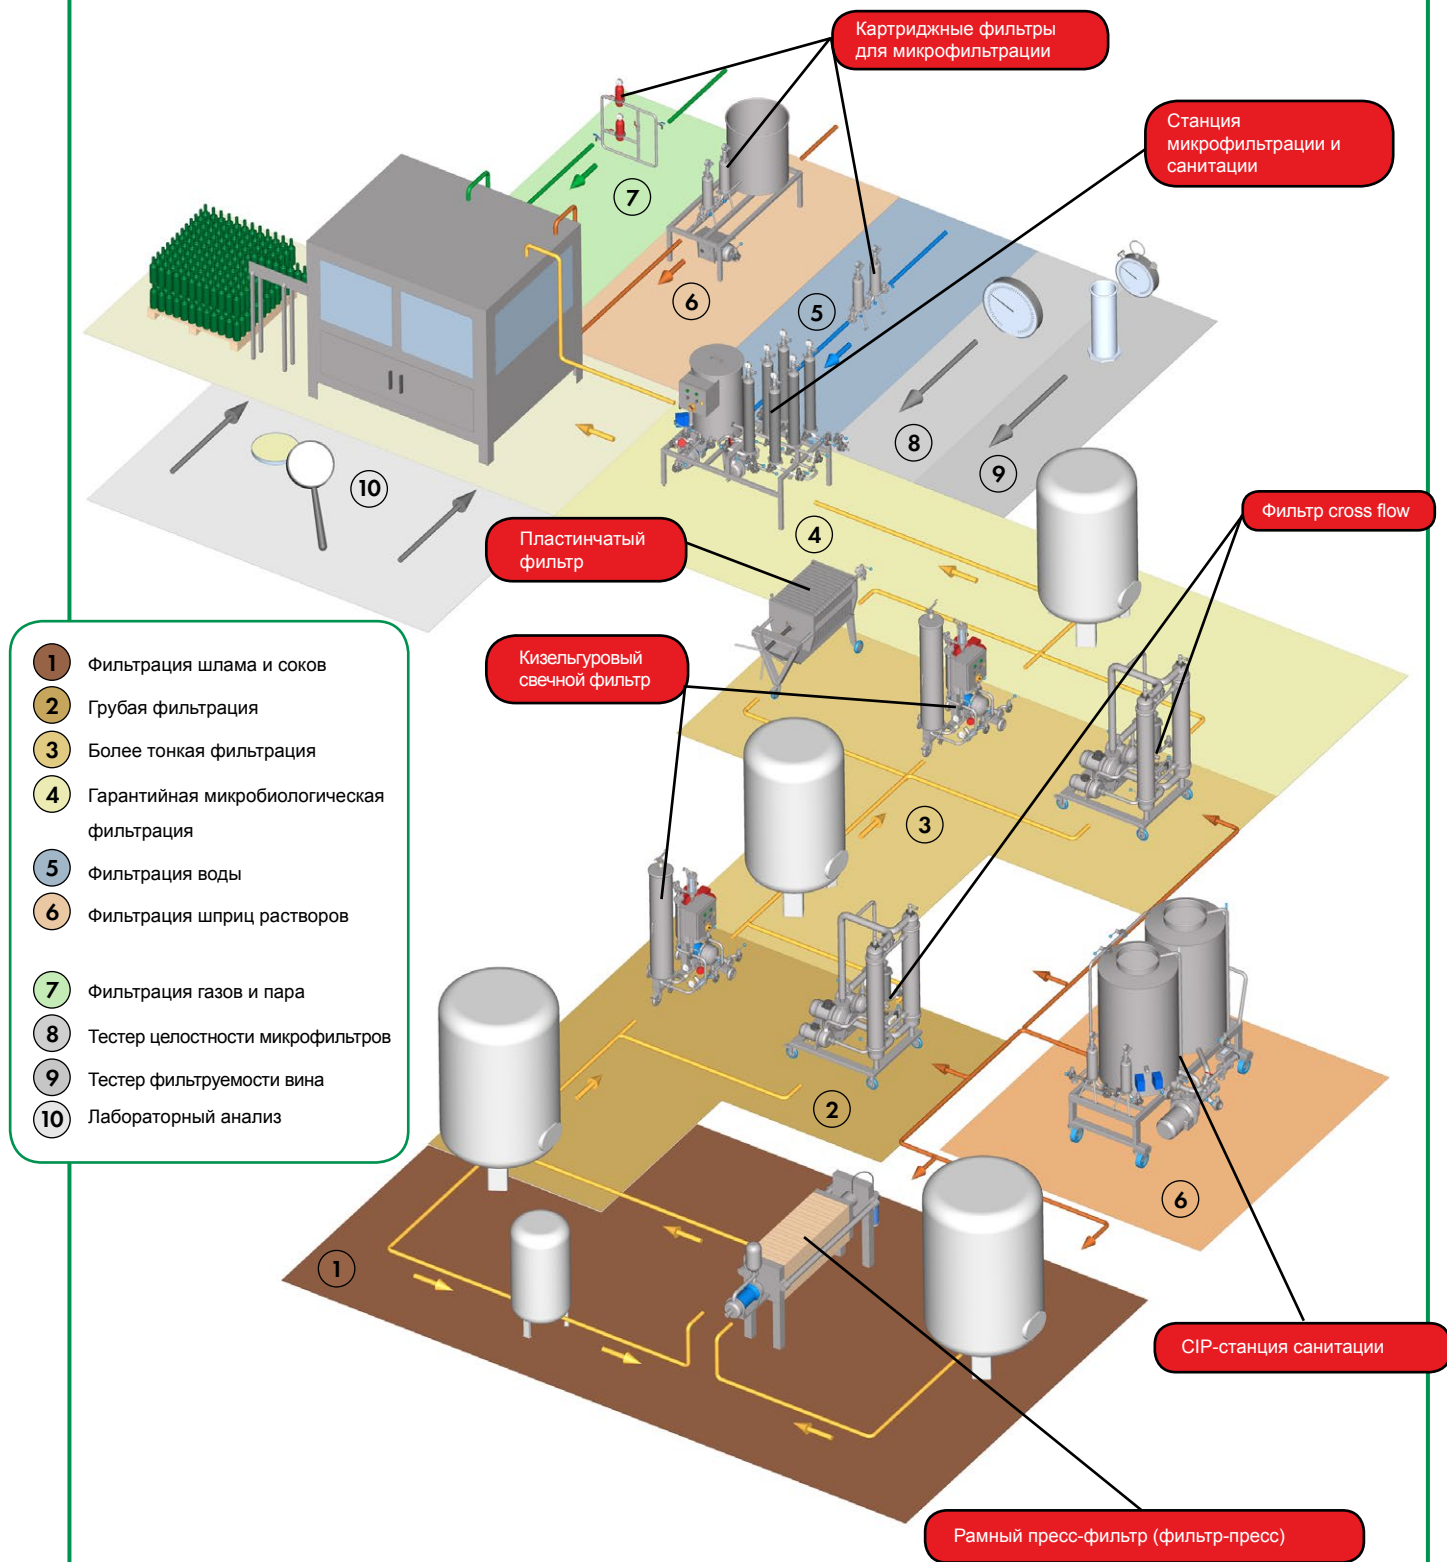 Картриджные фильтры
для микрофильтрации
Станция
микрофильтрации и
санитации
7
6
5
8
9
10
4
Фильтр cross flow
Пластинчатый
фильтр
Кизельгуровый
свечной фильтр
1 Фильтрация шлама и соков
2 Грубая фильтрация
3 Более тонкая фильтрация
4 Гарантийная микробиологическая
фильтрация
5 Фильтрация воды
6 Фильтрация шприц растворов
7 Фильтрация газов и пара
8 Тестер целостности микрофильтров
9 Тестер фильтруемости вина
10 Лабораторный анализ
3
2
6
1
CIP-станция санитации
Рамный пресс-фильтр (фильтр-пресс)